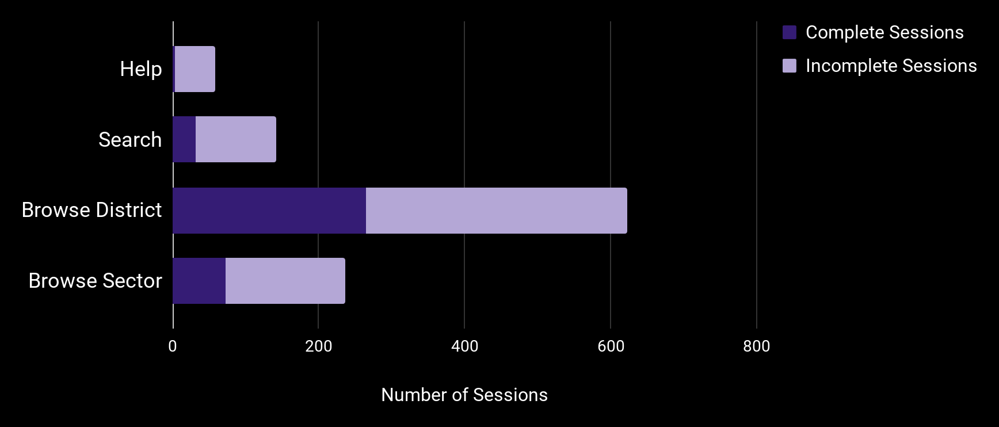 Complete Sessions
Incomplete Sessions
Help
Search
Browse District
Browse Sector
0 200 400 600 800
Number of Sessions